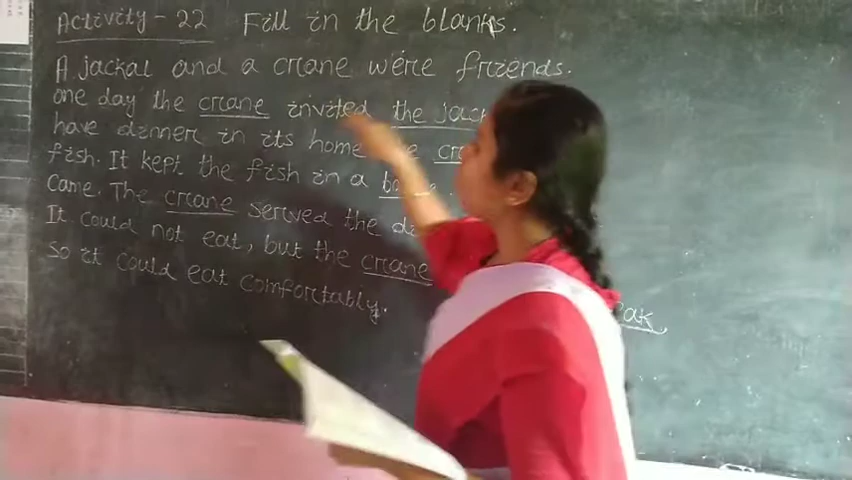 Activity - 22 Fill in the blanks.
A jackal and a crane were friends.
one day the crane invited the jack
have dinner in its home. cr
fish. It kept the fish in a b
came. The crane served the d
It could not eat, but the crane eak
so it could eat comfortably.